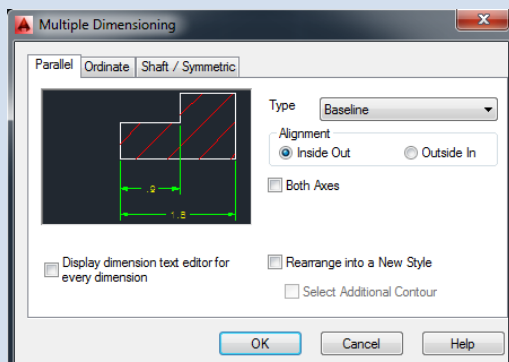 Multiple Dimensioning
Parallel Ordinate Shaft / Symmetric
Type Baseline
Alignment
Inside Out Outside In
Both Axes
.9
1.8
Display dimension text editor for
every dimension
Rearrange into a New Style
Select Additional Contour
OK Cancel Help